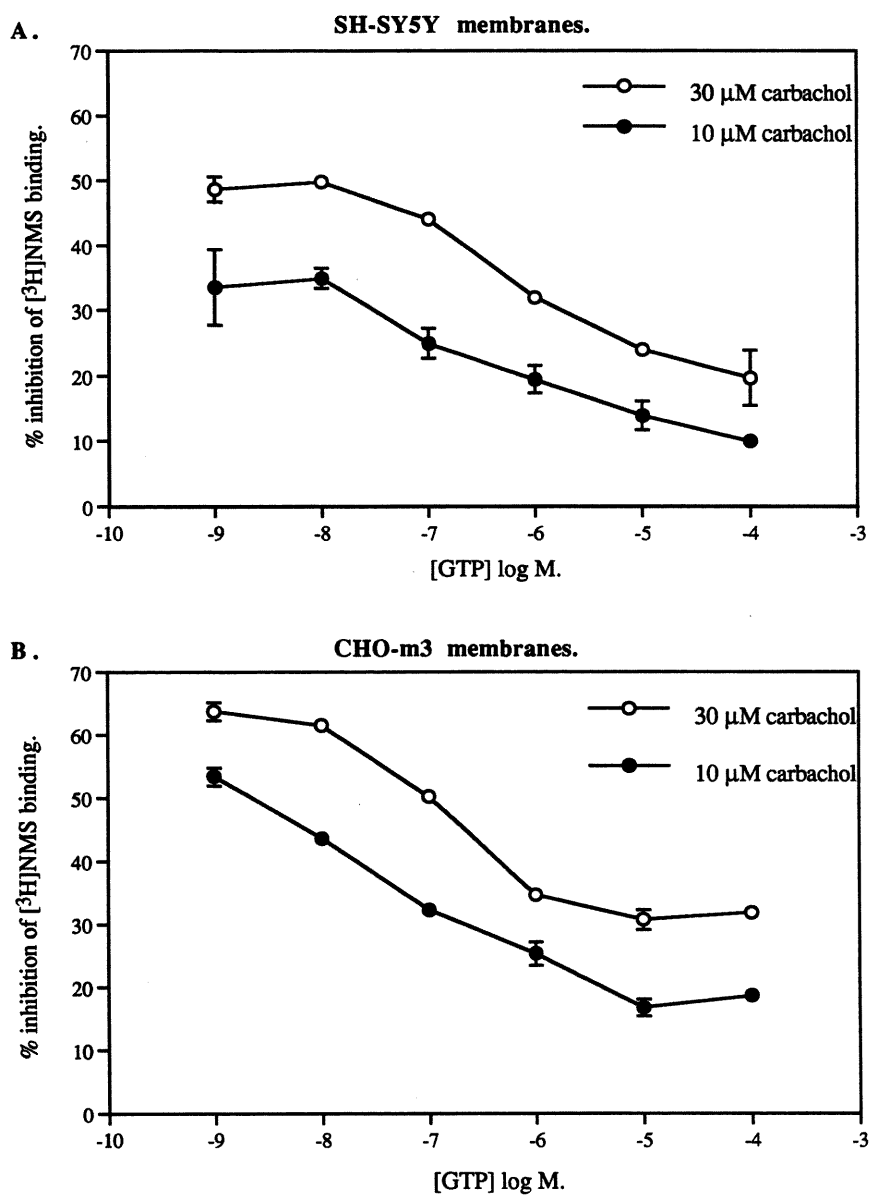 A.
SH-SY5Y membranes.
70
60
50
40
30
20
10
0
% inhibition of [³H]NMS binding.
30 μM carbachol
10 μM carbachol
-10 -9 -8 -7 -6 -5 -4 -3
[GTP] log M.
B.
CHO-m3 membranes.
70
60
50
40
30
20
10
0
% inhibition of [³H]NMS binding.
30 μM carbachol
10 μM carbachol
-10 -9 -8 -7 -6 -5 -4 -3
[GTP] log M.